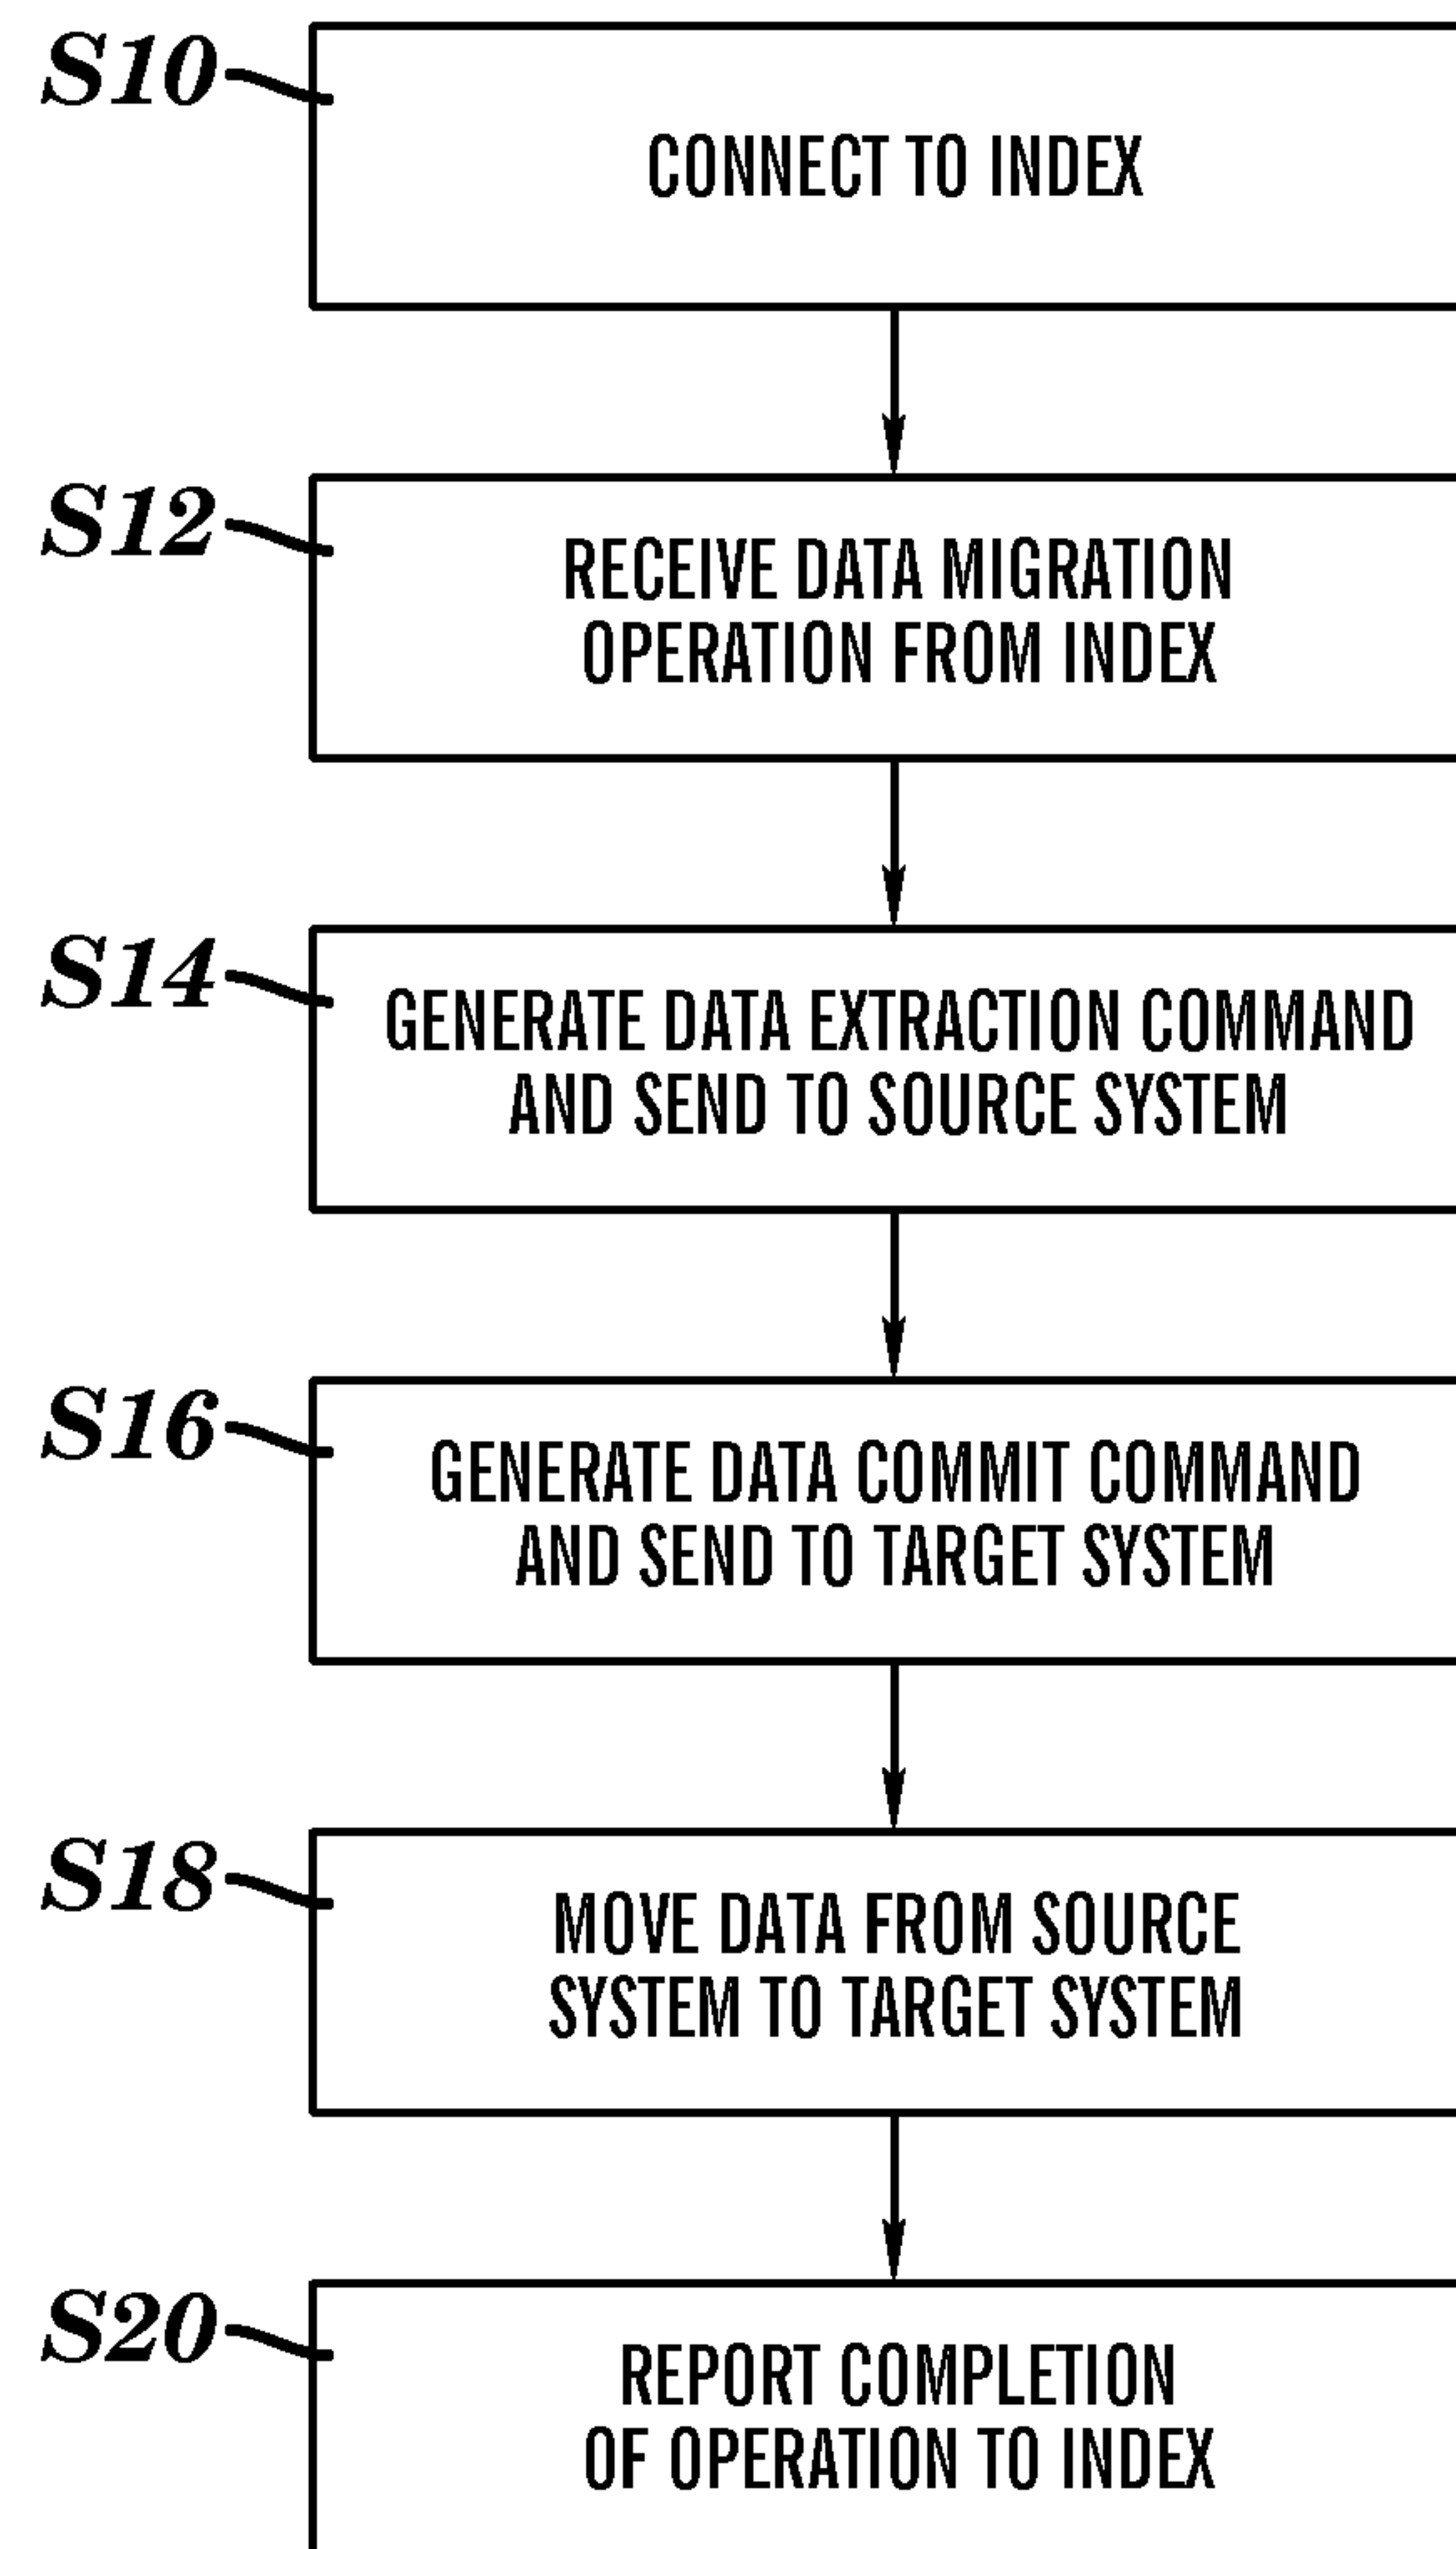 S10
CONNECT TO INDEX
S12
RECEIVE DATA MIGRATION
OPERATION FROM INDEX
S14
GENERATE DATA EXTRACTION COMMAND
AND SEND TO SOURCE SYSTEM
S16
GENERATE DATA COMMIT COMMAND
AND SEND TO TARGET SYSTEM
S18
MOVE DATA FROM SOURCE
SYSTEM TO TARGET SYSTEM
S20
REPORT COMPLETION
OF OPERATION TO INDEX